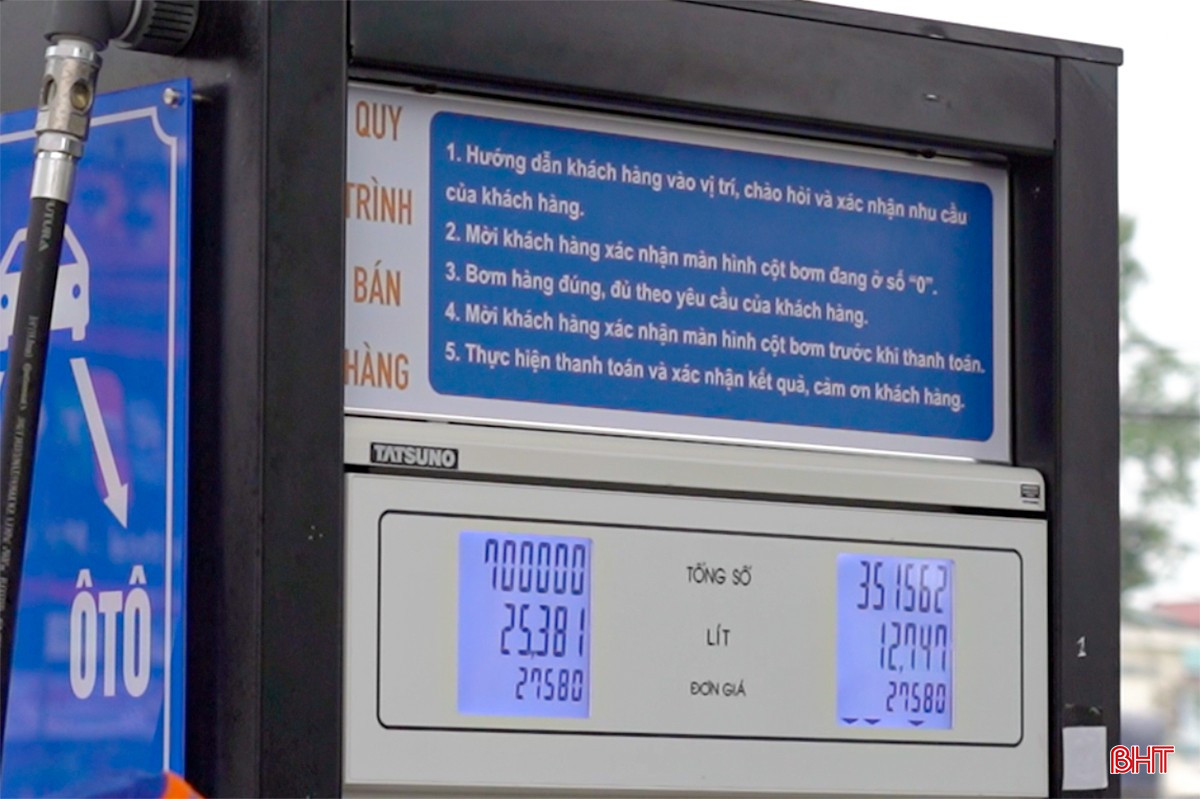 QUY
TRÌNH
BÁN
HÀNG
1. Hướng dẫn khách hàng vào vị trí, chào hỏi và xác nhận nhu cầu
của khách hàng.
2. Mời khách hàng xác nhận màn hình cột bơm đang ở số “0”.
3. Bơm hàng đúng, đủ theo yêu cầu của khách hàng.
4. Mời khách hàng xác nhận màn hình cột bơm trước khi thanh toán.
5. Thực hiện thanh toán và xác nhận kết quả, cảm ơn khách hàng.
TATSUNO
700000 TỔNG SỐ 351562
25,381 LÍT 12,747
27580 ĐƠN GIÁ 27580
ÔTÔ
1
BHT